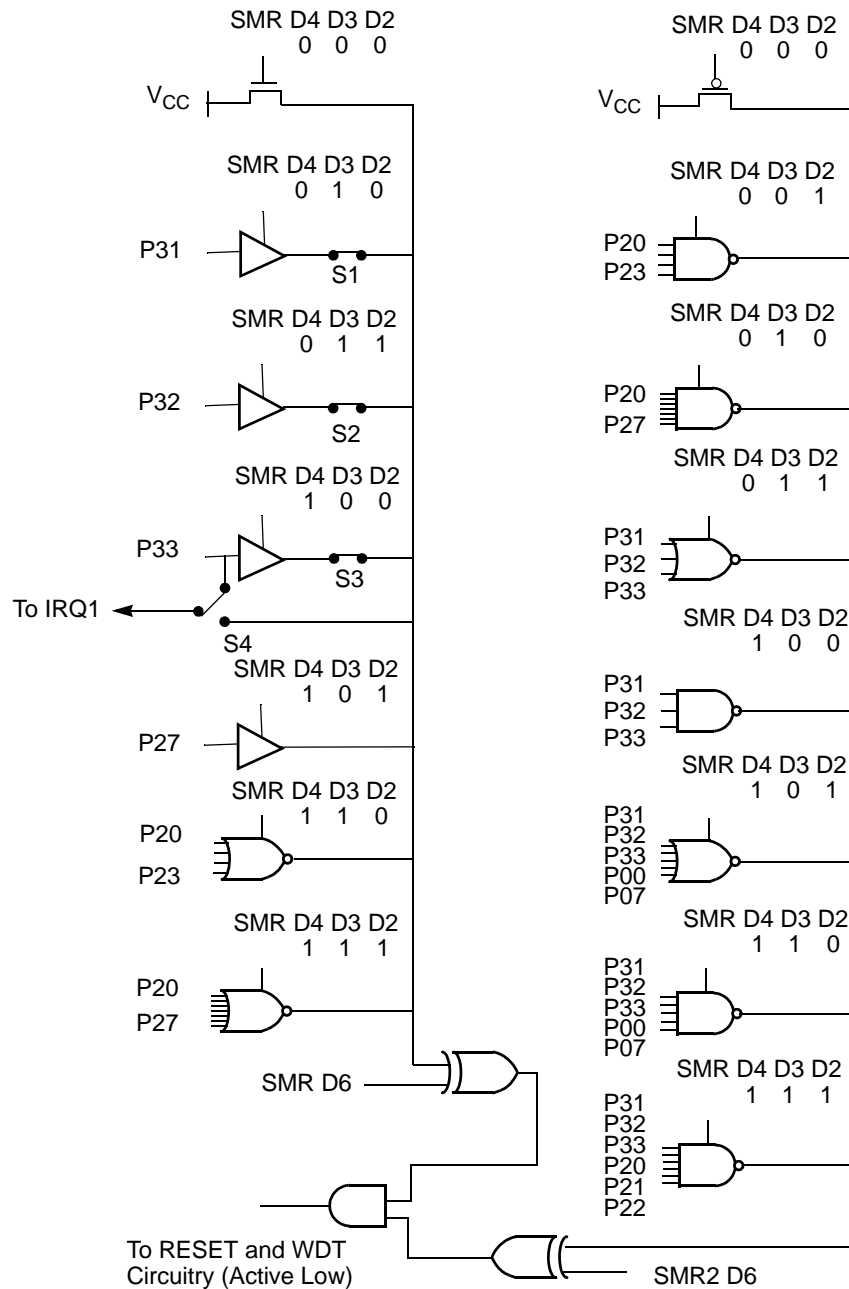 SMR D4 D3 D2
0 0 0
VCC
SMR D4 D3 D2
0 1 0
P31
S1
SMR D4 D3 D2
0 1 1
P32
S2
SMR D4 D3 D2
1 0 0
P33
S3
To IRQ1
S4
SMR D4 D3 D2
1 0 1
P27
SMR D4 D3 D2
1 1 0
P20
P23
SMR D4 D3 D2
1 1 1
P20
P27
SMR D6
To RESET and WDT
Circuitry (Active Low)
SMR D4 D3 D2
0 0 0
VCC
SMR D4 D3 D2
0 0 1
P20
P23
SMR D4 D3 D2
0 1 0
P20
P27
SMR D4 D3 D2
0 1 1
P31
P32
P33
SMR D4 D3 D2
1 0 0
P31
P32
P33
SMR D4 D3 D2
1 0 1
P31
P32
P33
P00
P07
SMR D4 D3 D2
1 1 0
P31
P32
P33
P00
P07
SMR D4 D3 D2
1 1 1
P31
P32
P33
P20
P21
P22
SMR2 D6